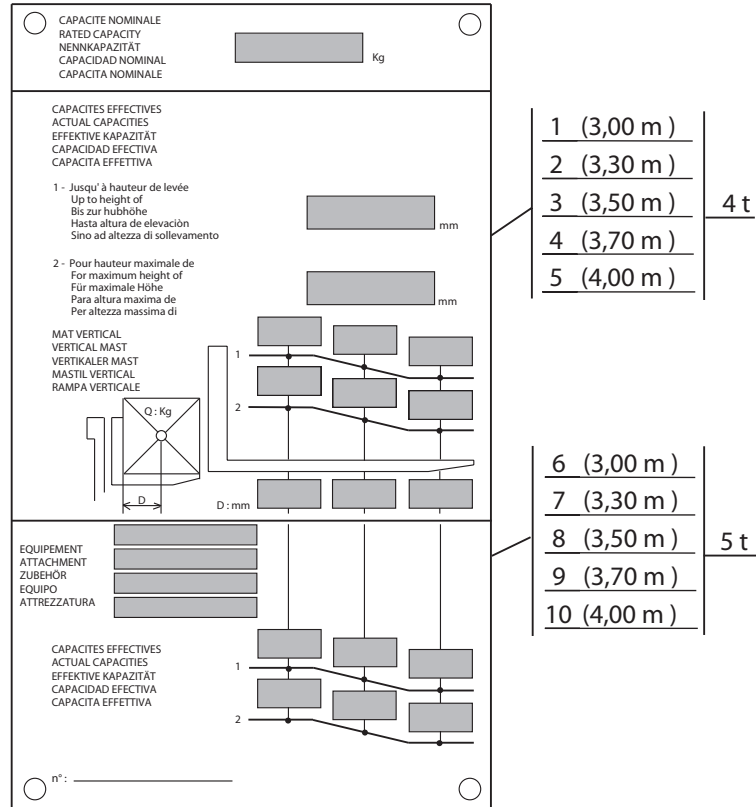 CAPACITE NOMINALE
RATED CAPACITY
NENNKAPAZITÄT
CAPACIDAD NOMINAL
CAPACITA NOMINALE
Kg
CAPACITES EFFECTIVES
ACTUAL CAPACITIES
EFFEKTIVE KAPAZITÄT
CAPACIDAD EFECTIVA
CAPACITA EFFETTIVA
1 - Jusqu' à hauteur de levée
Up to height of
Bis zur hubhöhe
Hasta altura de elevaciòn
Sino ad altezza di sollevamento
mm
2 - Pour hauteur maximale de
For maximum height of
Für maximale Höhe
Para altura maxima de
Per altezza massima di
mm
MAT VERTICAL
VERTICAL MAST
VERTIKALER MAST
MASTIL VERTICAL
RAMPA VERTICALE
1
2
Q : Kg
D
D : mm
EQUIPEMENT
ATTACHMENT
ZUBEHÖR
EQUIPO
ATTREZZATURA
CAPACITES EFFECTIVES
ACTUAL CAPACITIES
EFFEKTIVE KAPAZITÄT
CAPACIDAD EFECTIVA
CAPACITA EFFETTIVA
1
2
n° :
1 (3,00 m )
2 (3,30 m )
3 (3,50 m )
4 (3,70 m )
5 (4,00 m )
4 t
6 (3,00 m )
7 (3,30 m )
8 (3,50 m )
9 (3,70 m )
10 (4,00 m )
5 t